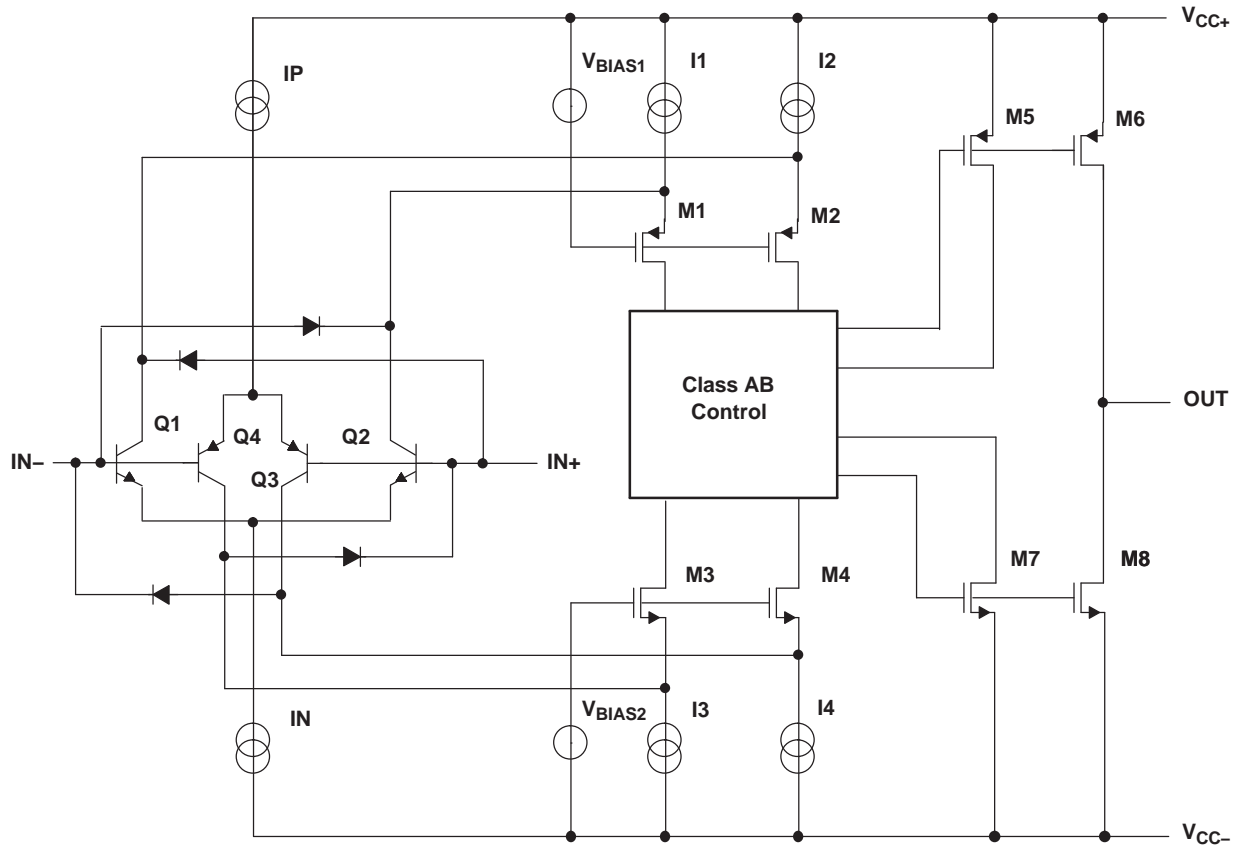 VCC+
IP
VBIAS1
I1
I2
M5
M6
M1
M2
Class AB
Control
OUT
Q1
Q4
Q2
IN−
Q3
IN+
M3
M4
M7
M8
IN
VBIAS2
I3
I4
VCC−